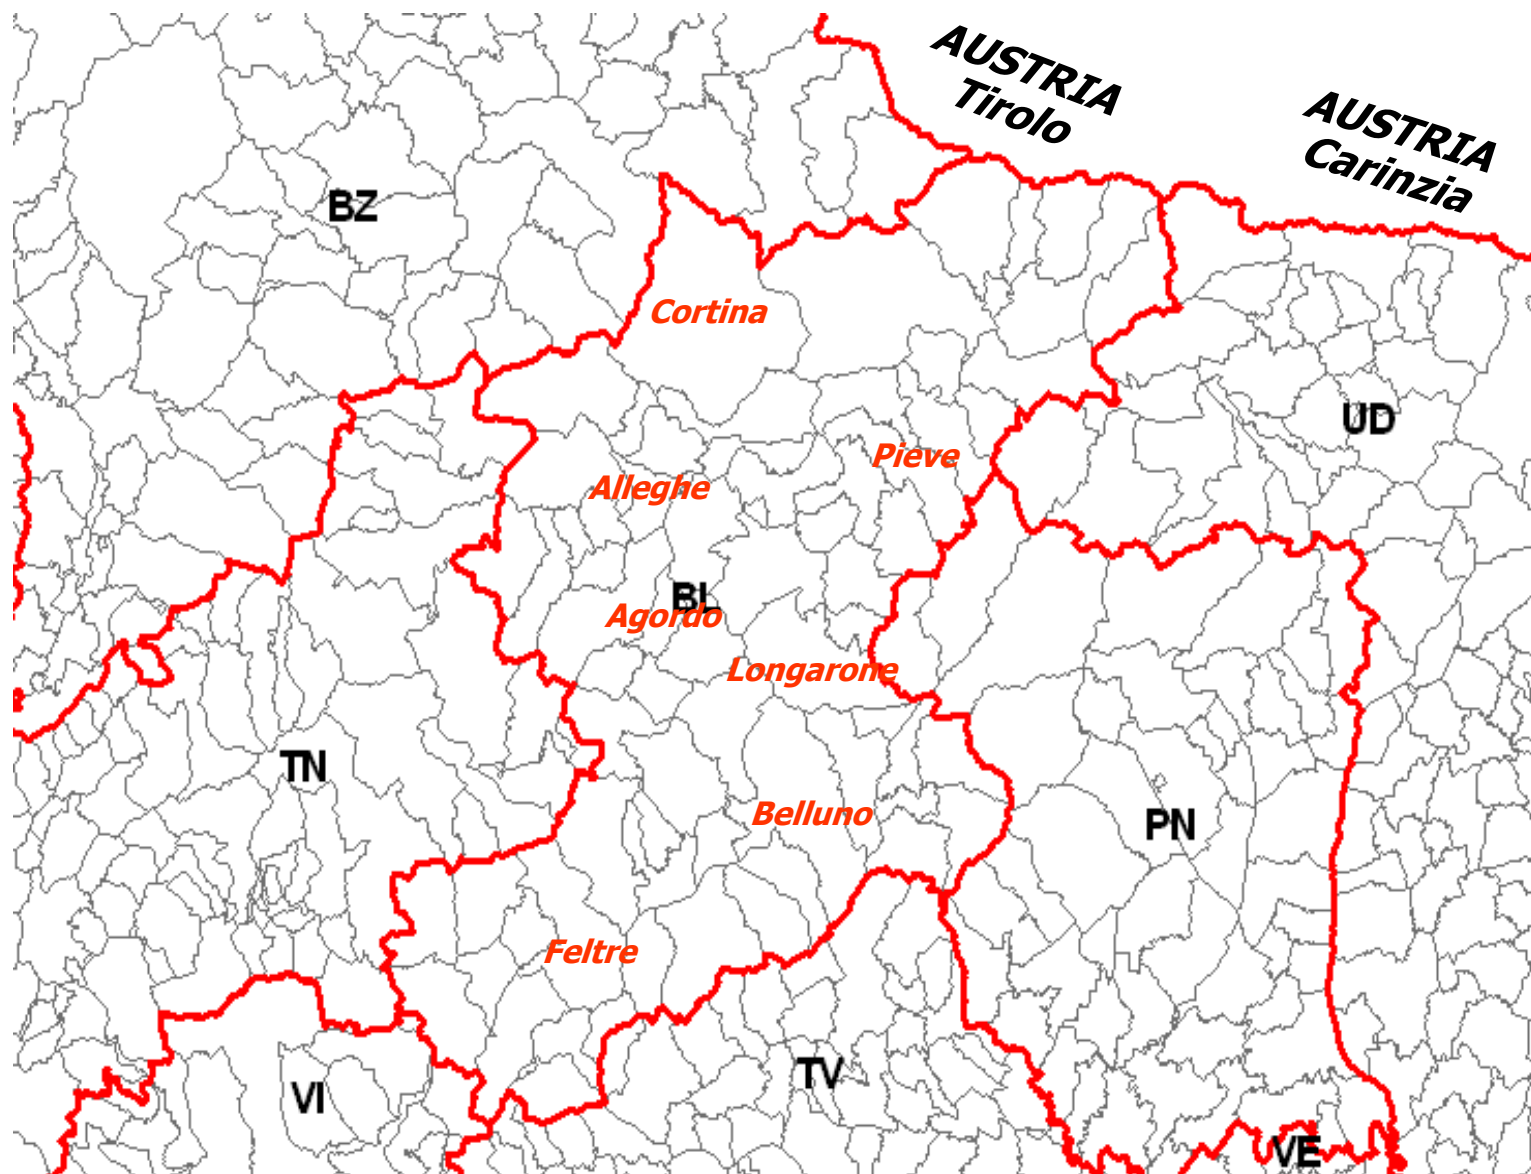 AUSTRIA
Tirolo
AUSTRIA
Carinzia
BZ
Cortina
UD
Pieve
Alleghe
BL
Agordo
Longarone
TN
Belluno
PN
Feltre
TV
VI
VE